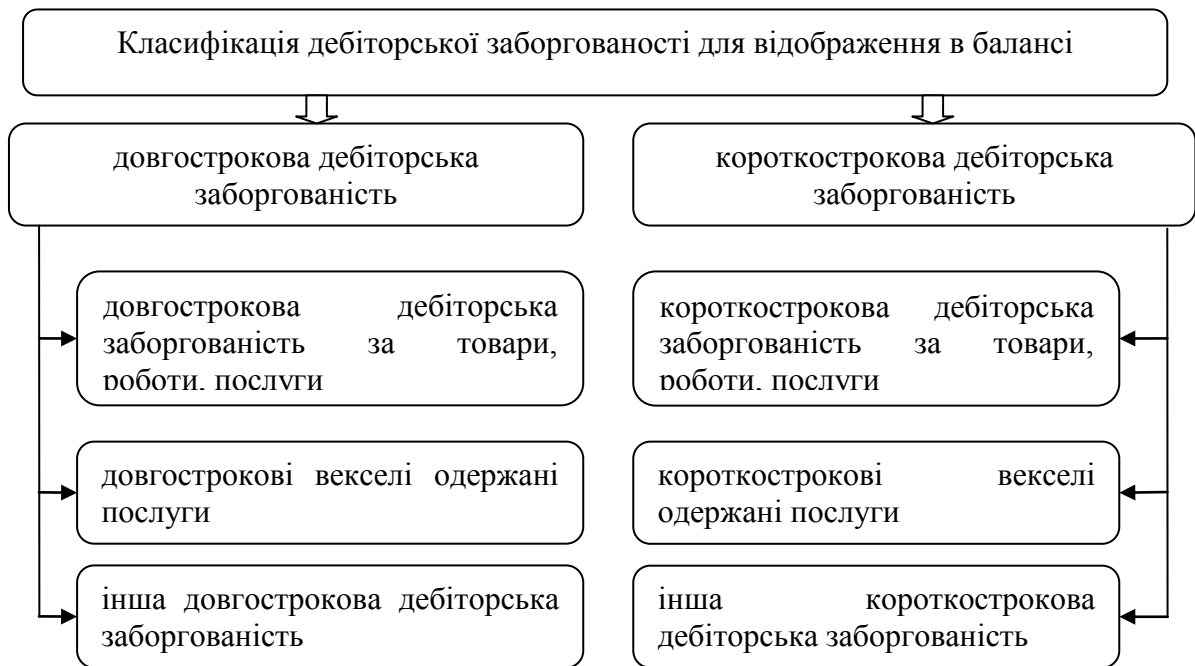 Класифікація дебіторської заборгованості для відображення в балансі
довгострокова дебіторська
заборгованість
короткострокова дебіторська
заборгованість
довгострокова дебіторська
заборгованість за товари,
роботи, послуги
короткострокова дебіторська
заборгованість за товари,
роботи, послуги
довгострокові векселі одержані
послуги
короткострокові векселі
одержані послуги
інша довгострокова дебіторська
заборгованість
інша короткострокова
дебіторська заборгованість